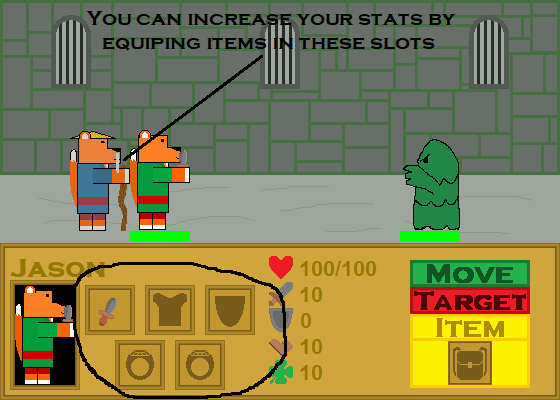 You can increase your stats by
equiping items in these slots
Jason
100/100
10
0
10
10
Move
Target
Item